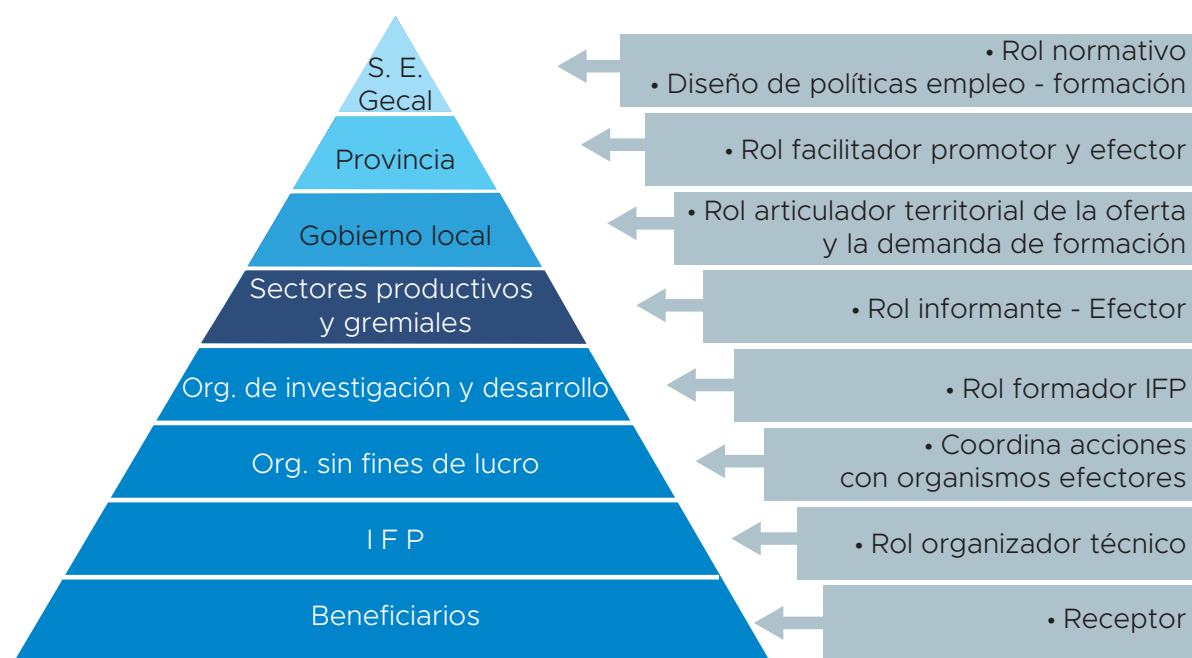 S. E.
Gecal
• Rol normativo
• Diseño de políticas empleo - formación
Provincia
• Rol facilitador promotor y efector
Gobierno local
• Rol articulador territorial de la oferta
y la demanda de formación
Sectores productivos
y gremiales
• Rol informante - Efector
Org. de investigación y desarrollo
• Rol formador IFP
Org. sin fines de lucro
• Coordina acciones
con organismos efectores
I F P
• Rol organizador técnico
Beneficiarios
• Receptor